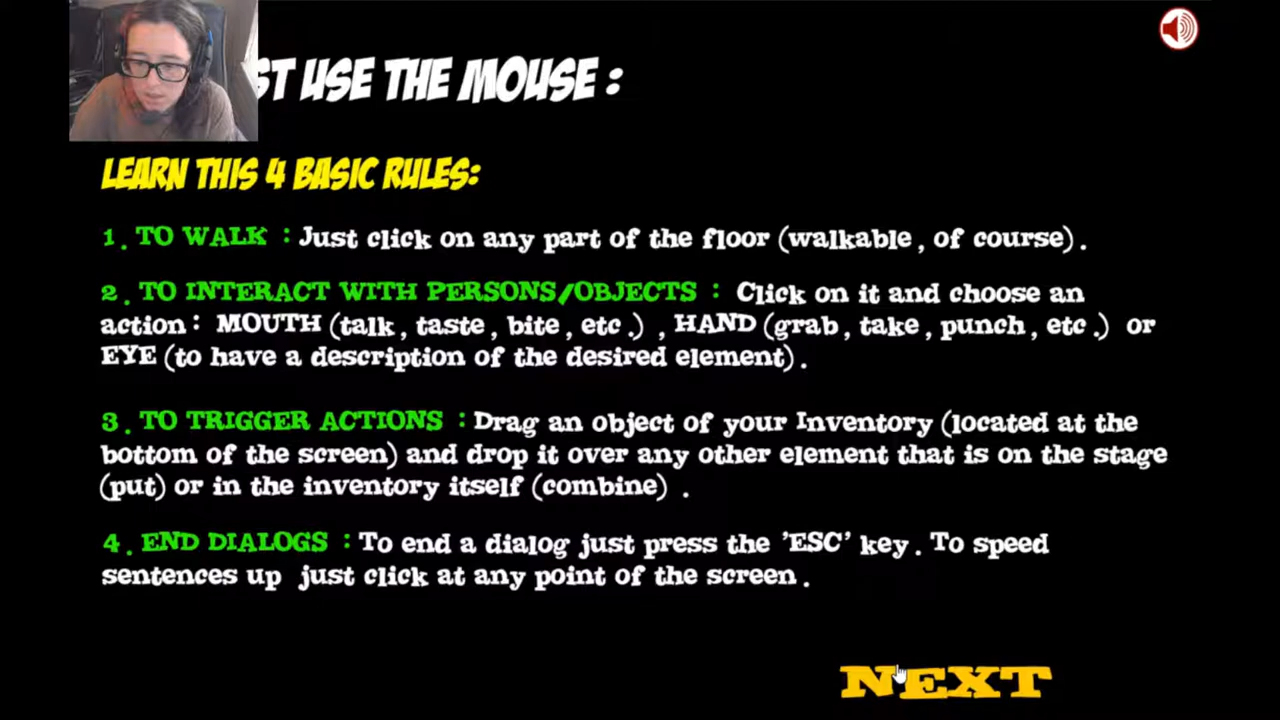 ST USE THE MOUSE :
LEARN THIS 4 BASIC RULES:
1. TO WALK : Just click on any part of the floor (walkable, of course).
2. TO INTERACT WITH PERSONS/OBJECTS : Click on it and choose an
action: MOUTH (talk, taste, bite, etc.), HAND (grab, take, punch, etc.) or
EYE (to have a description of the desired element).
3. TO TRIGGER ACTIONS : Drag an object of your Inventory (located at the
bottom of the screen) and drop it over any other element that is on the stage
(put) or in the inventory itself (combine) .
4. END DIALOGS : To end a dialog just press the 'ESC' key. To speed
sentences up just click at any point of the screen.
NEXT